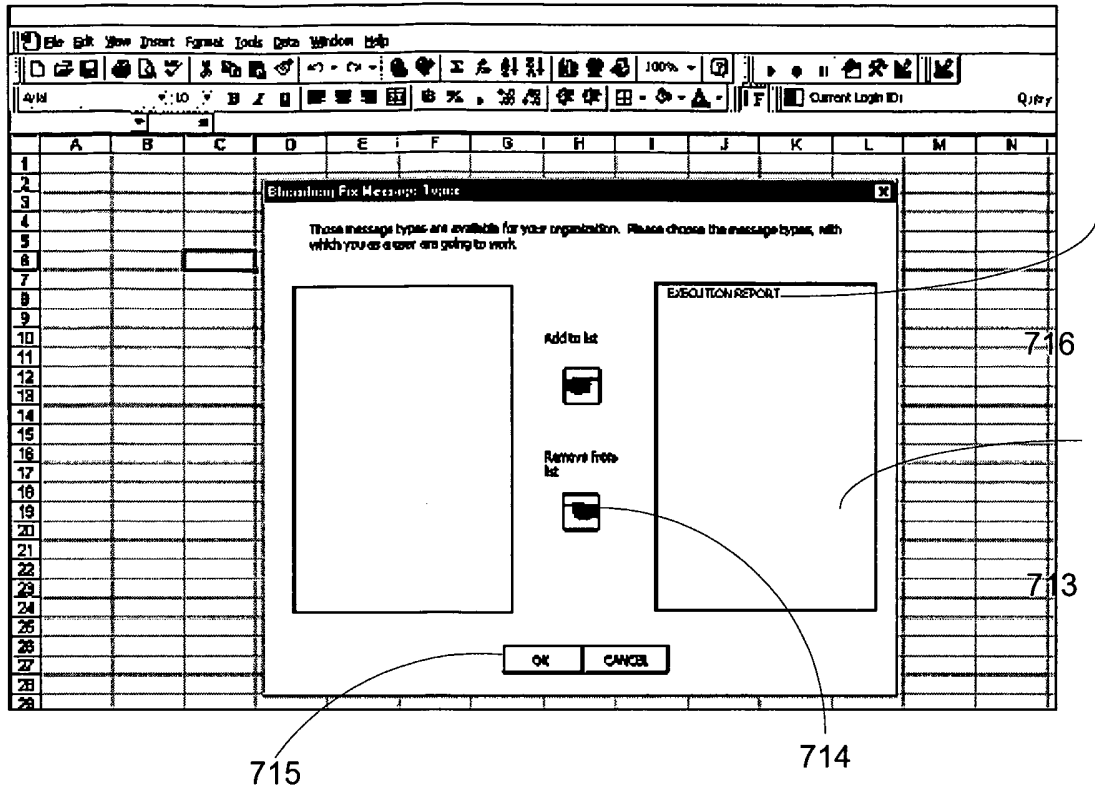 File Edit View Insert Format Tools Data Window Help
100%
10 B I
Current Login ID:
A B C D E F G H I J K L M N
1
2
3
4
5
6
7
8
9
10
11
12
13
14
15
16
17
18
19
20
21
22
23
24
25
26
27
28
29
Fix Message Types
These message types are available for your organization. Please choose the message types, with
which you as a user are going to work.
EXECUTION REPORT
Add to list
Remove from
list
OK CANCEL
716
713
714
715